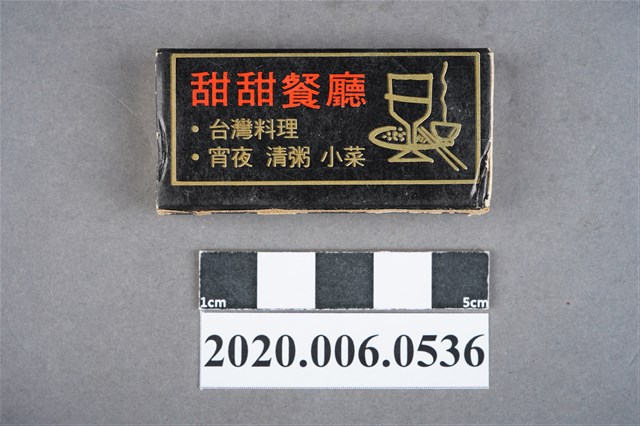 甜甜餐廳
• 台灣料理
• 宵夜 清粥 小菜
1cm 5cm
2020.006.0536